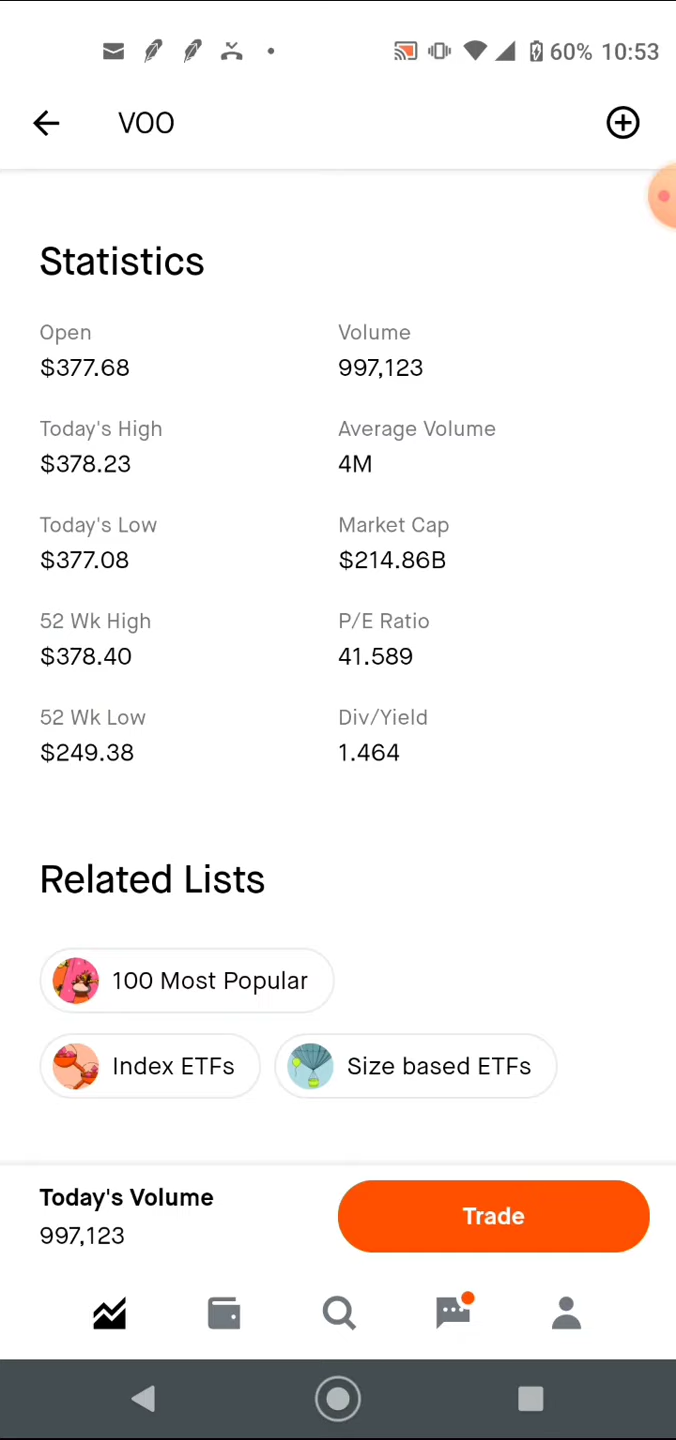 60% 10:53
VOO
Statistics
Open Volume
$377.68 997,123
Today's High Average Volume
$378.23 4M
Today's Low Market Cap
$377.08 $214.86B
52 Wk High P/E Ratio
$378.40 41.589
52 Wk Low Div/Yield
$249.38 1.464
Related Lists
100 Most Popular
Index ETFs Size based ETFs
Today's Volume
997,123
Trade